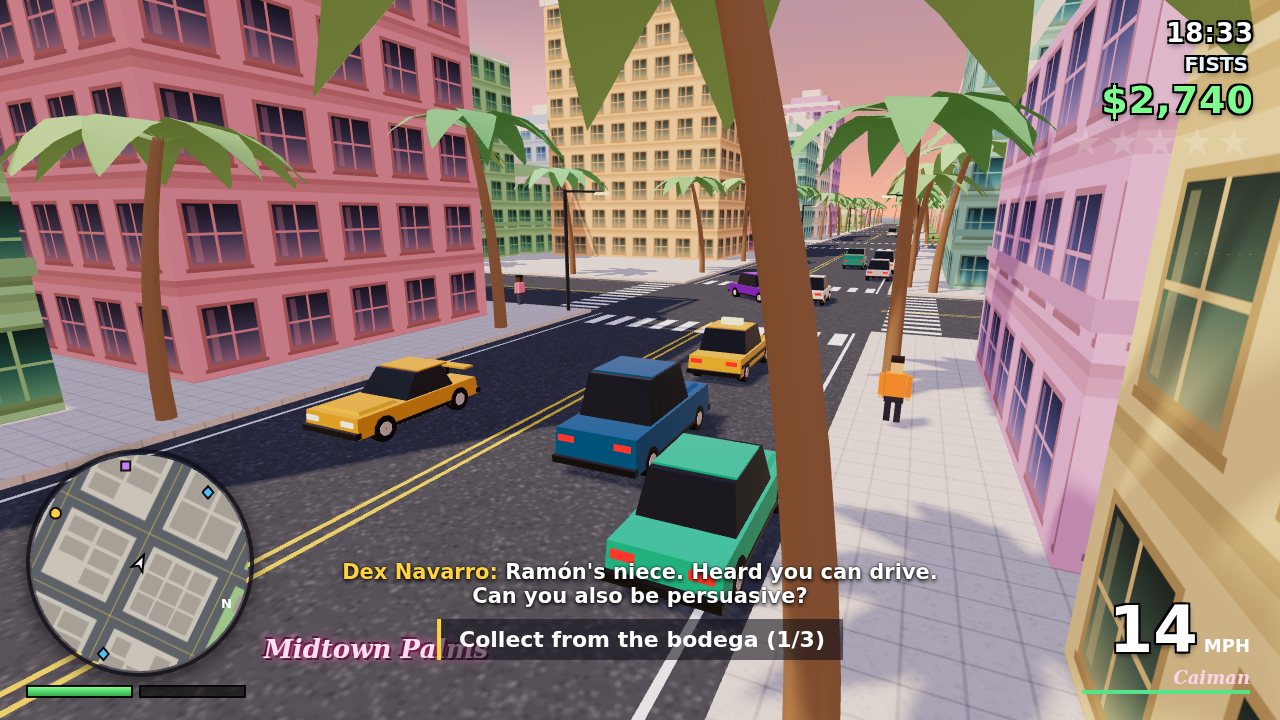 18:33
FISTS
$2,740
Dex Navarro: Ramón's niece. Heard you can drive.
Can you also be persuasive?
Collect from the bodega (1/3)
Midtown Palms
N
14 MPH
Caiman